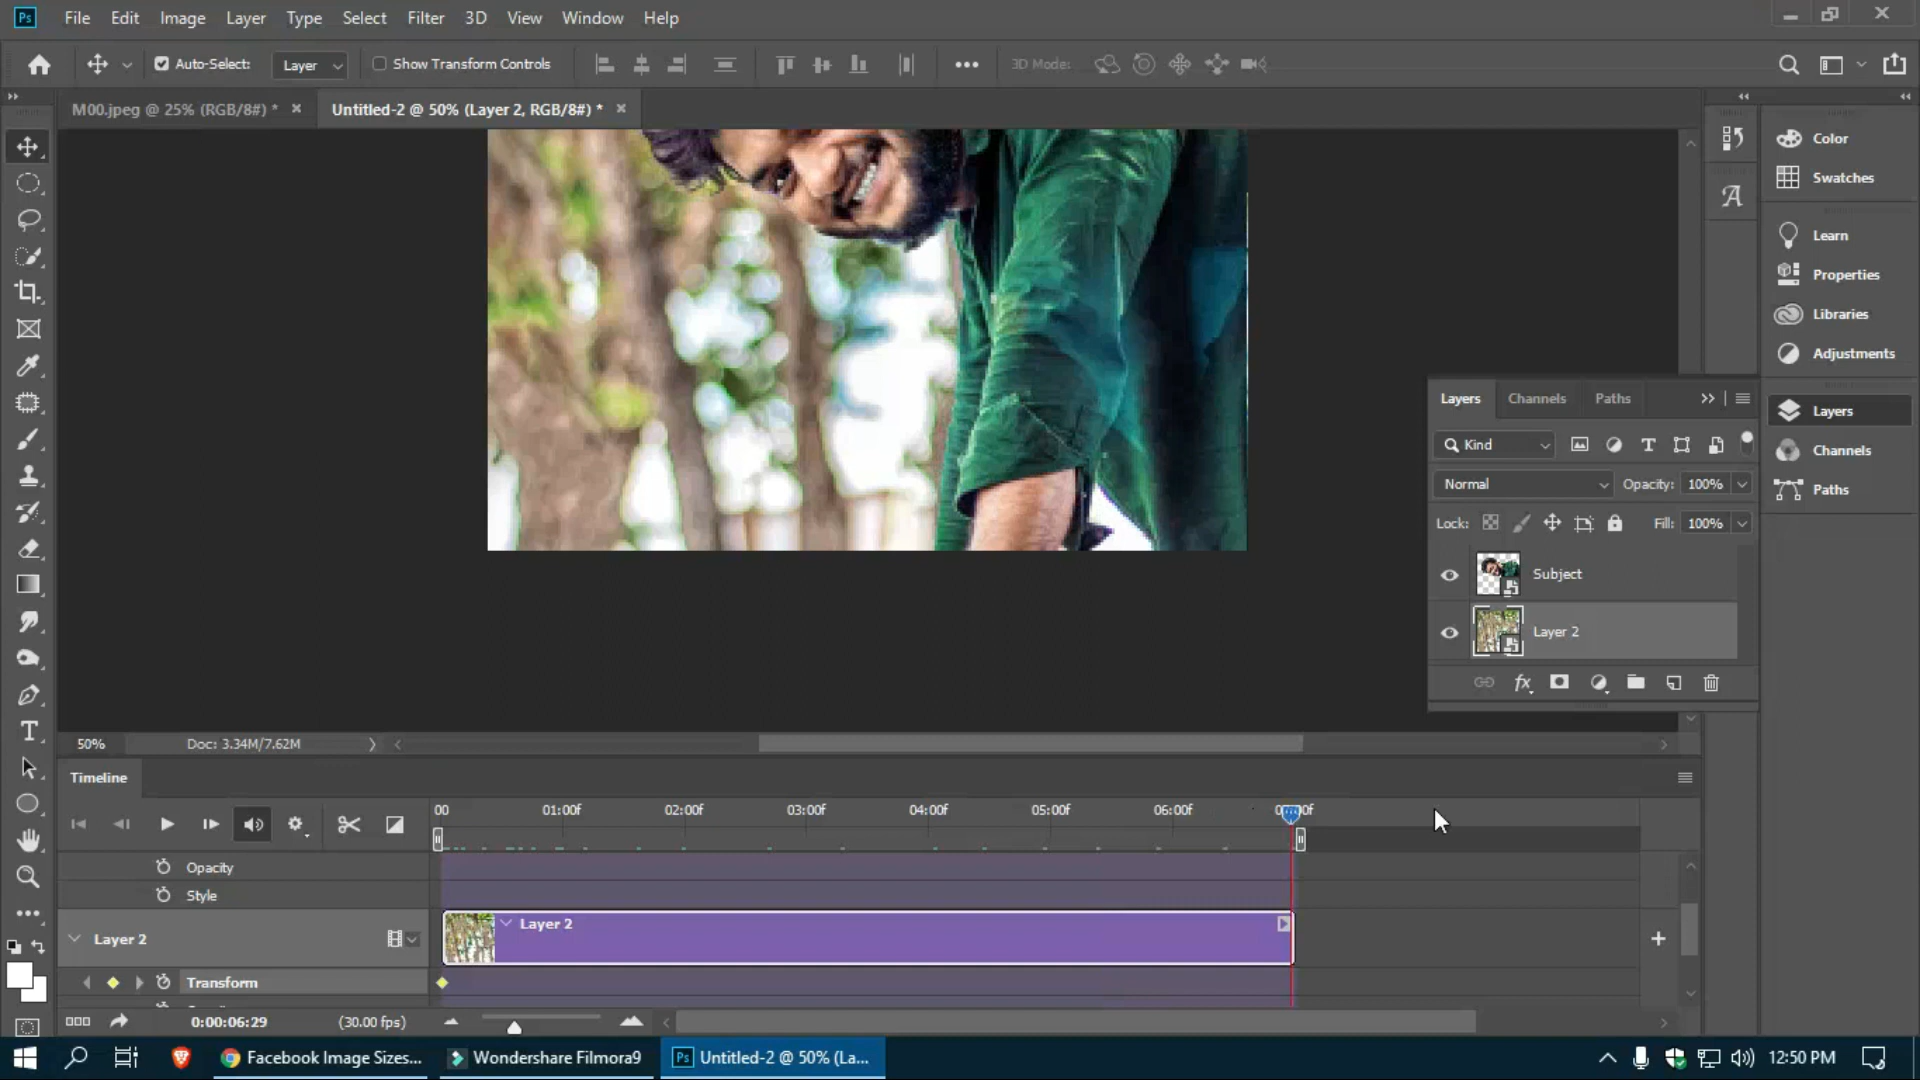 Ps File Edit Image Layer Type Select Filter 3D View Window Help
Auto-Select: Layer Show Transform Controls 3D Mode:
M00.jpeg @ 25% (RGB/8#) * Untitled-2 @ 50% (Layer 2, RGB/8#) *
Color
Swatches
Learn
Properties
Libraries
Adjustments
Layers
Channels
Paths
Layers Channels Paths
Kind
Normal Opacity: 100%
Lock: Fill: 100%
Subject
Layer 2
50% Doc: 3.34M/7.62M
Timeline
00 01:00f 02:00f 03:00f 04:00f 05:00f 06:00f
Opacity
Style
Layer 2 Layer 2
Transform
0:00:06:29 (30.00 fps)
Facebook Image Sizes... Wondershare Filmora9 Ps Untitled-2 @ 50% (La... 12:50 PM